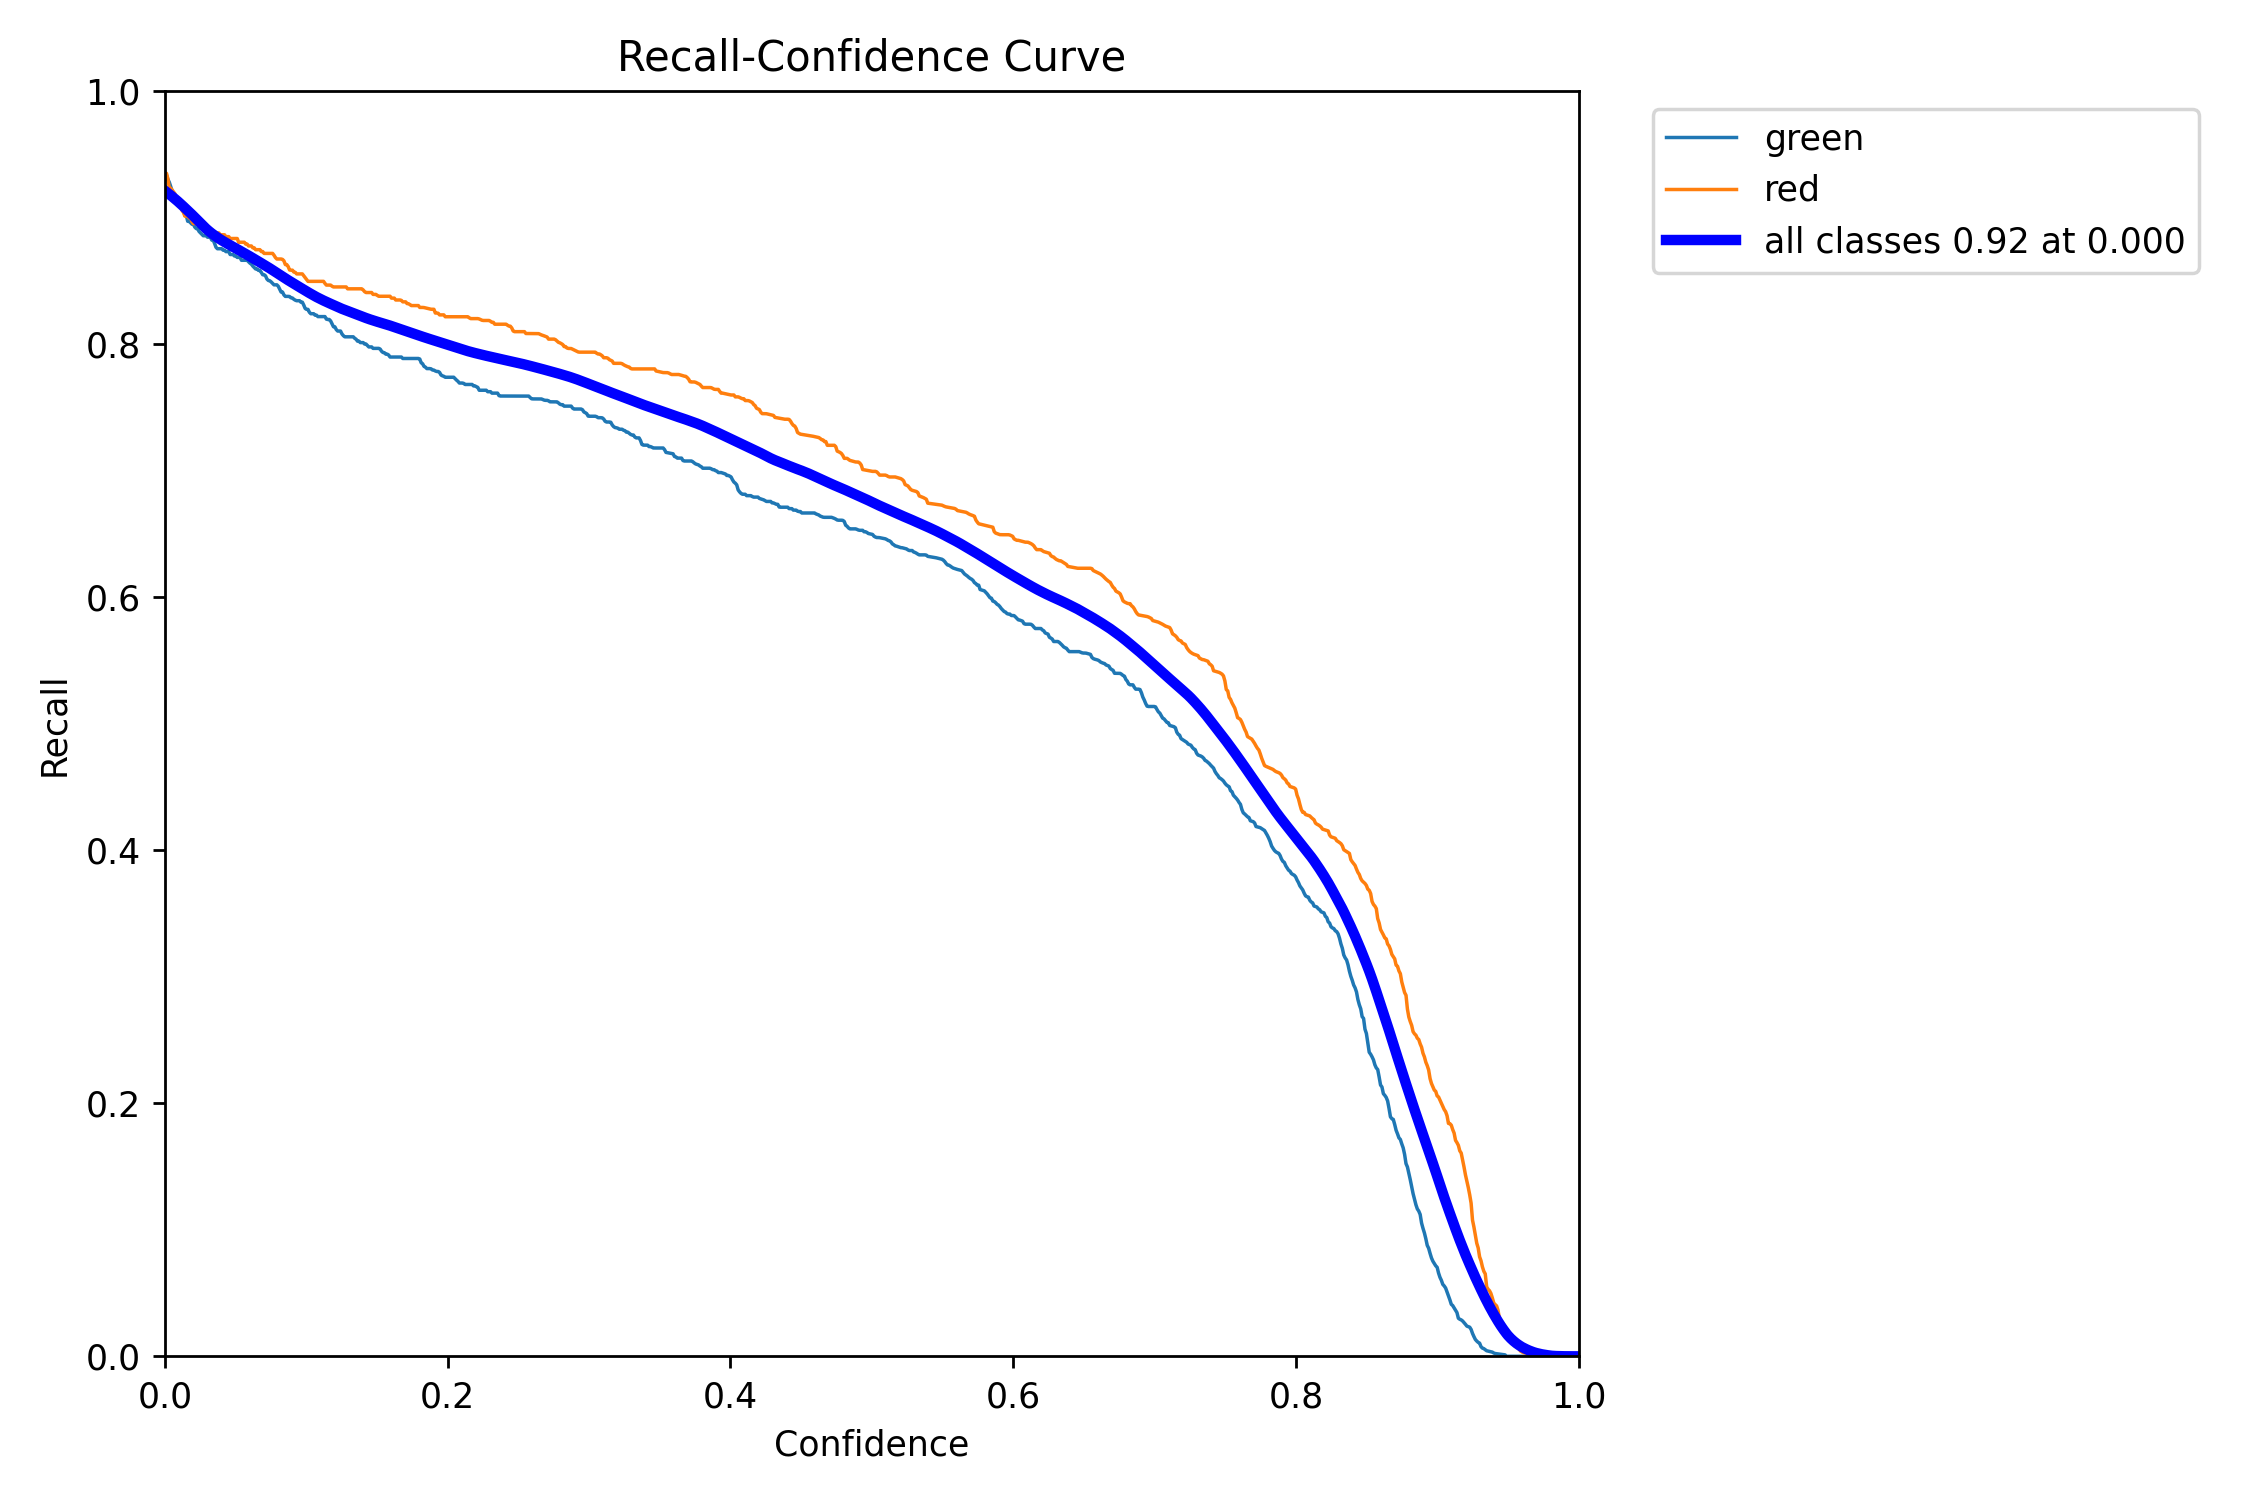 Recall-Confidence Curve
1.0
0.8
0.6
0.4
0.2
0.0
Recall
0.0 0.2 0.4 0.6 0.8 1.0
Confidence
green
red
all classes 0.92 at 0.000